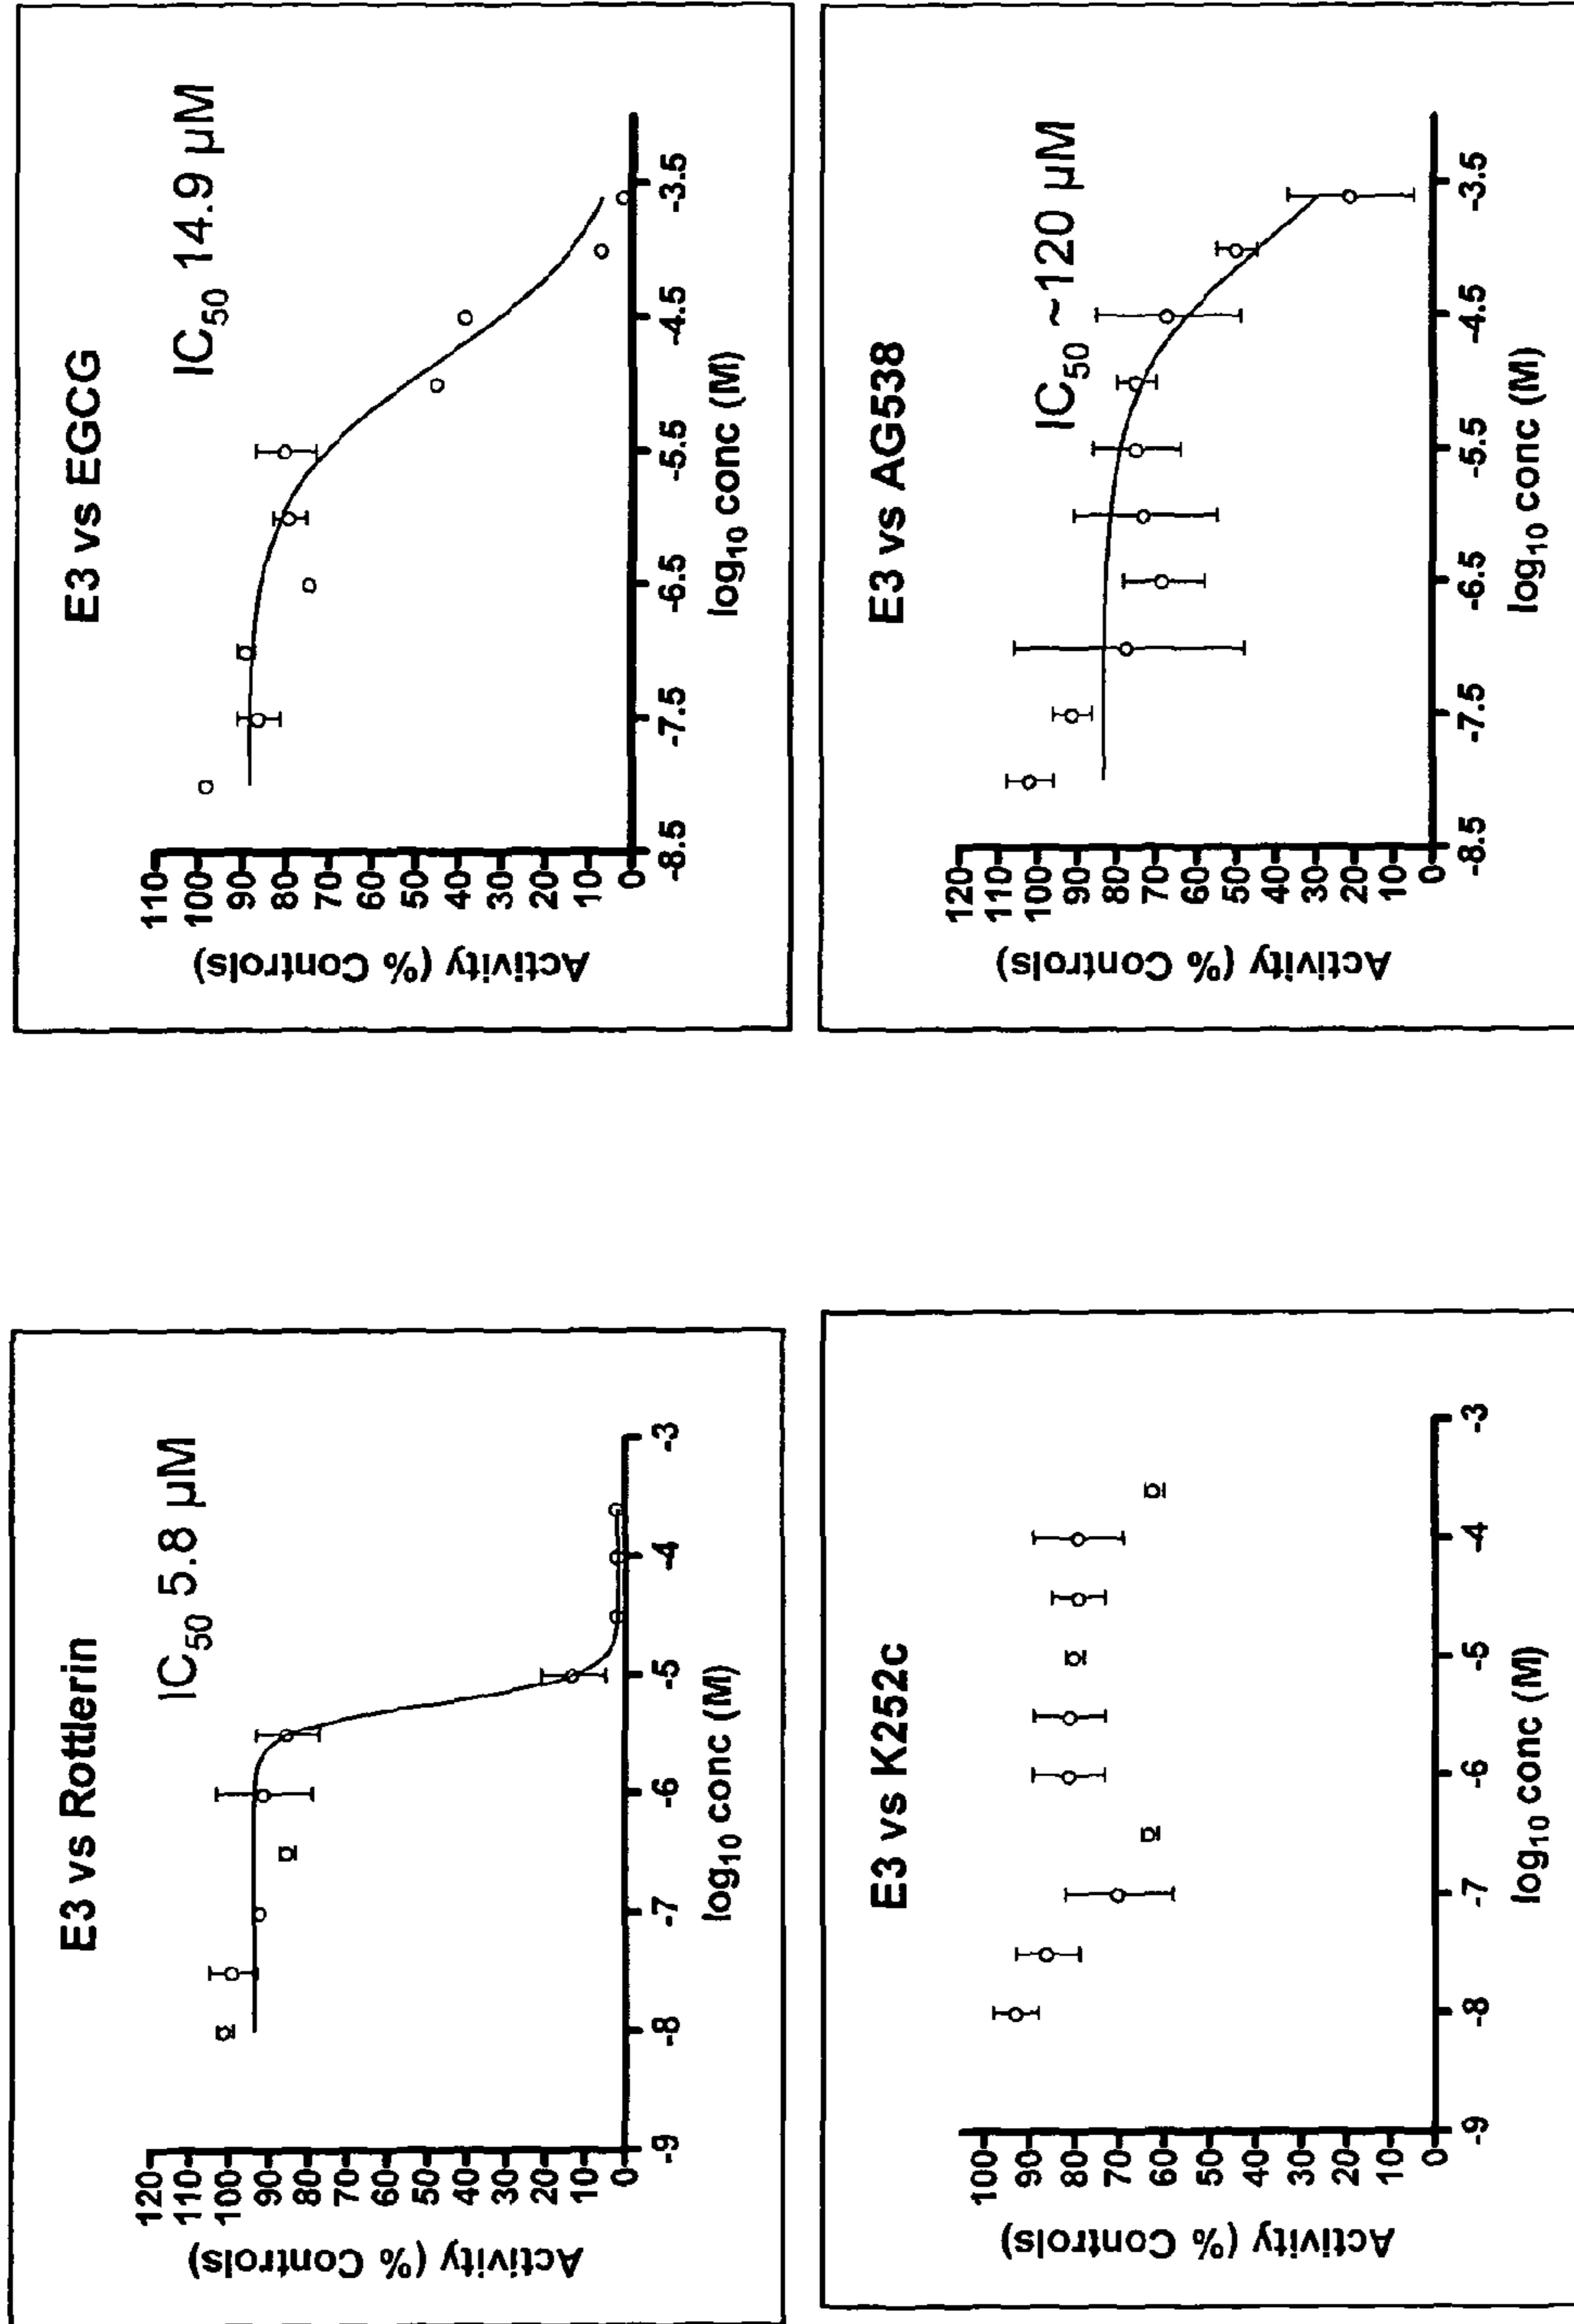 E3 vs Rottlerin
IC50 5.8 µM
Activity (% Controls)
120
110
100
90
80
70
60
50
40
30
20
10
0
-9 -8 -7 -6 -5 -4 -3
log10 conc (M)
E3 vs EGCG
IC50 14.9 µM
Activity (% Controls)
110
100
90
80
70
60
50
40
30
20
10
0
-8.5 -7.5 -6.5 -5.5 -4.5 -3.5
log10 conc (M)
E3 vs K252c
Activity (% Controls)
100
90
80
70
60
50
40
30
20
10
0
-9 -8 -7 -6 -5 -4 -3
log10 conc (M)
E3 vs AG538
IC50 ~120 µM
Activity (% Controls)
120
110
100
90
80
70
60
50
40
30
20
10
0
-8.5 -7.5 -6.5 -5.5 -4.5 -3.5
log10 conc (M)